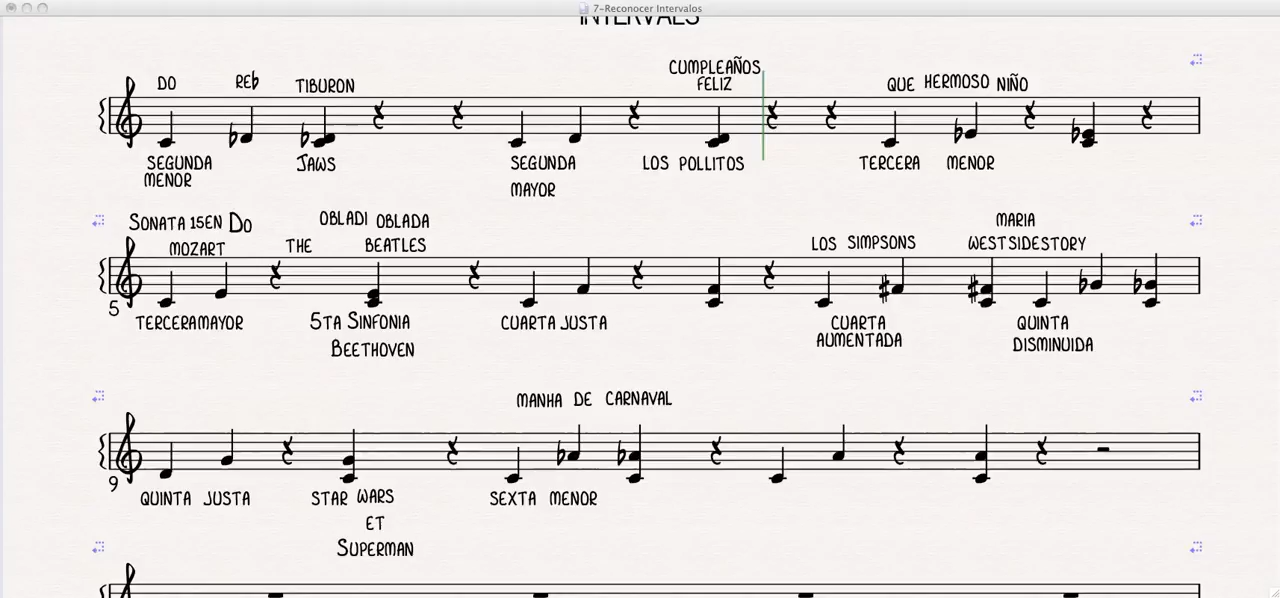 7-Reconocer Intervalos
INTERVALS
CUMPLEAÑOS
DO REb TIBURON FELIZ QUE HERMOSO NIÑO
SEGUNDA JAWS SEGUNDA LOS POLLITOS TERCERA MENOR
MENOR MAYOR
SONATA 15EN DO OBLADI OBLADA MARIA
MOZART THE BEATLES LOS SIMPSONS WESTSIDESTORY
5
TERCERAMAYOR 5TA SINFONIA CUARTA JUSTA CUARTA QUINTA
BEETHOVEN AUMENTADA DISMINUIDA
MANHA DE CARNAVAL
9
QUINTA JUSTA STAR WARS SEXTA MENOR
ET
SUPERMAN